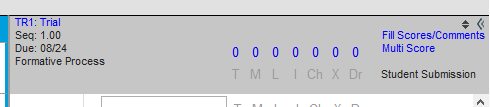 TR1: Trial
Seq: 1.00
Due: 08/24
Formative Process
0 0 0 0 0 0 0
T M L I Ch X Dr
Fill Scores/Comments
Multi Score
Student Submission